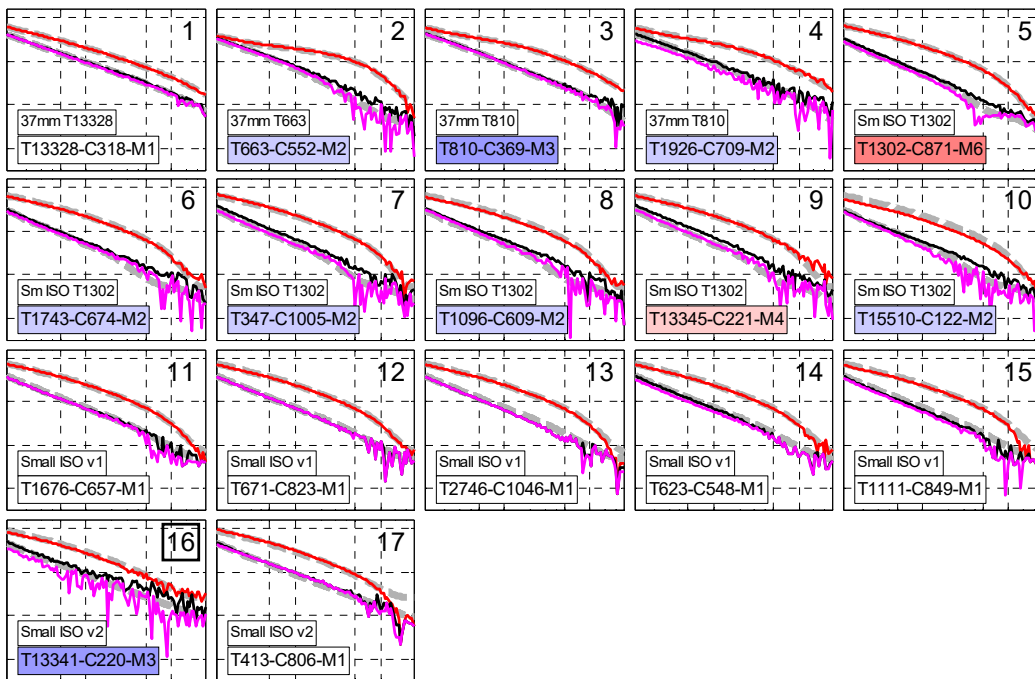 1
37mm T13328
T13328-C318-M1
2
37mm T663
T663-C552-M2
3
37mm T810
T810-C369-M3
4
37mm T810
T1926-C709-M2
5
Sm ISO T1302
T1302-C871-M6
6
Sm ISO T1302
T1743-C674-M2
7
Sm ISO T1302
T347-C1005-M2
8
Sm ISO T1302
T1096-C609-M2
9
Sm ISO T1302
T13345-C221-M4
10
Sm ISO T1302
T15510-C122-M2
11
Small ISO v1
T1676-C657-M1
12
Small ISO v1
T671-C823-M1
13
Small ISO v1
T2746-C1046-M1
14
Small ISO v1
T623-C548-M1
15
Small ISO v1
T1111-C849-M1
16
Small ISO v2
T13341-C220-M3
17
Small ISO v2
T413-C806-M1